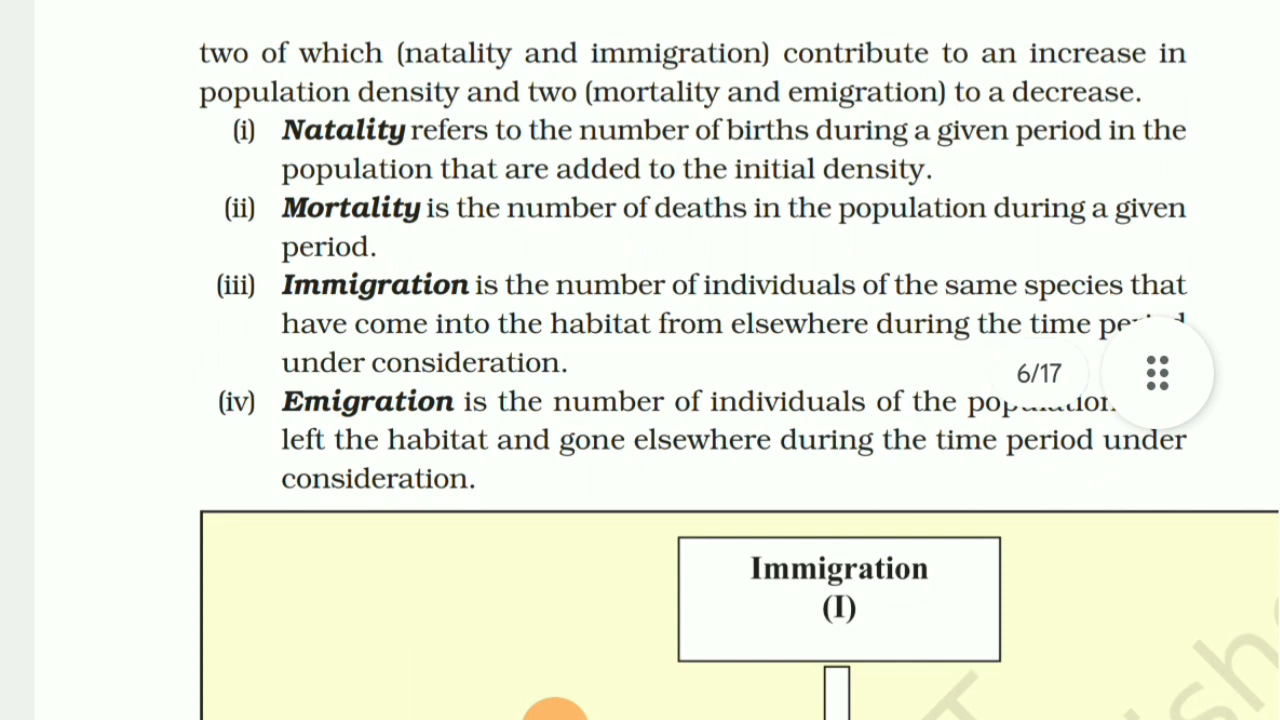 two of which (natality and immigration) contribute to an increase in
population density and two (mortality and emigration) to a decrease.
(i) Natality refers to the number of births during a given period in the
population that are added to the initial density.
(ii) Mortality is the number of deaths in the population during a given
period.
(iii) Immigration is the number of individuals of the same species that
have come into the habitat from elsewhere during the time
under consideration.
6/17
(iv) Emigration is the number of individuals of the
left the habitat and gone elsewhere during the time period under
consideration.
Immigration
(I)